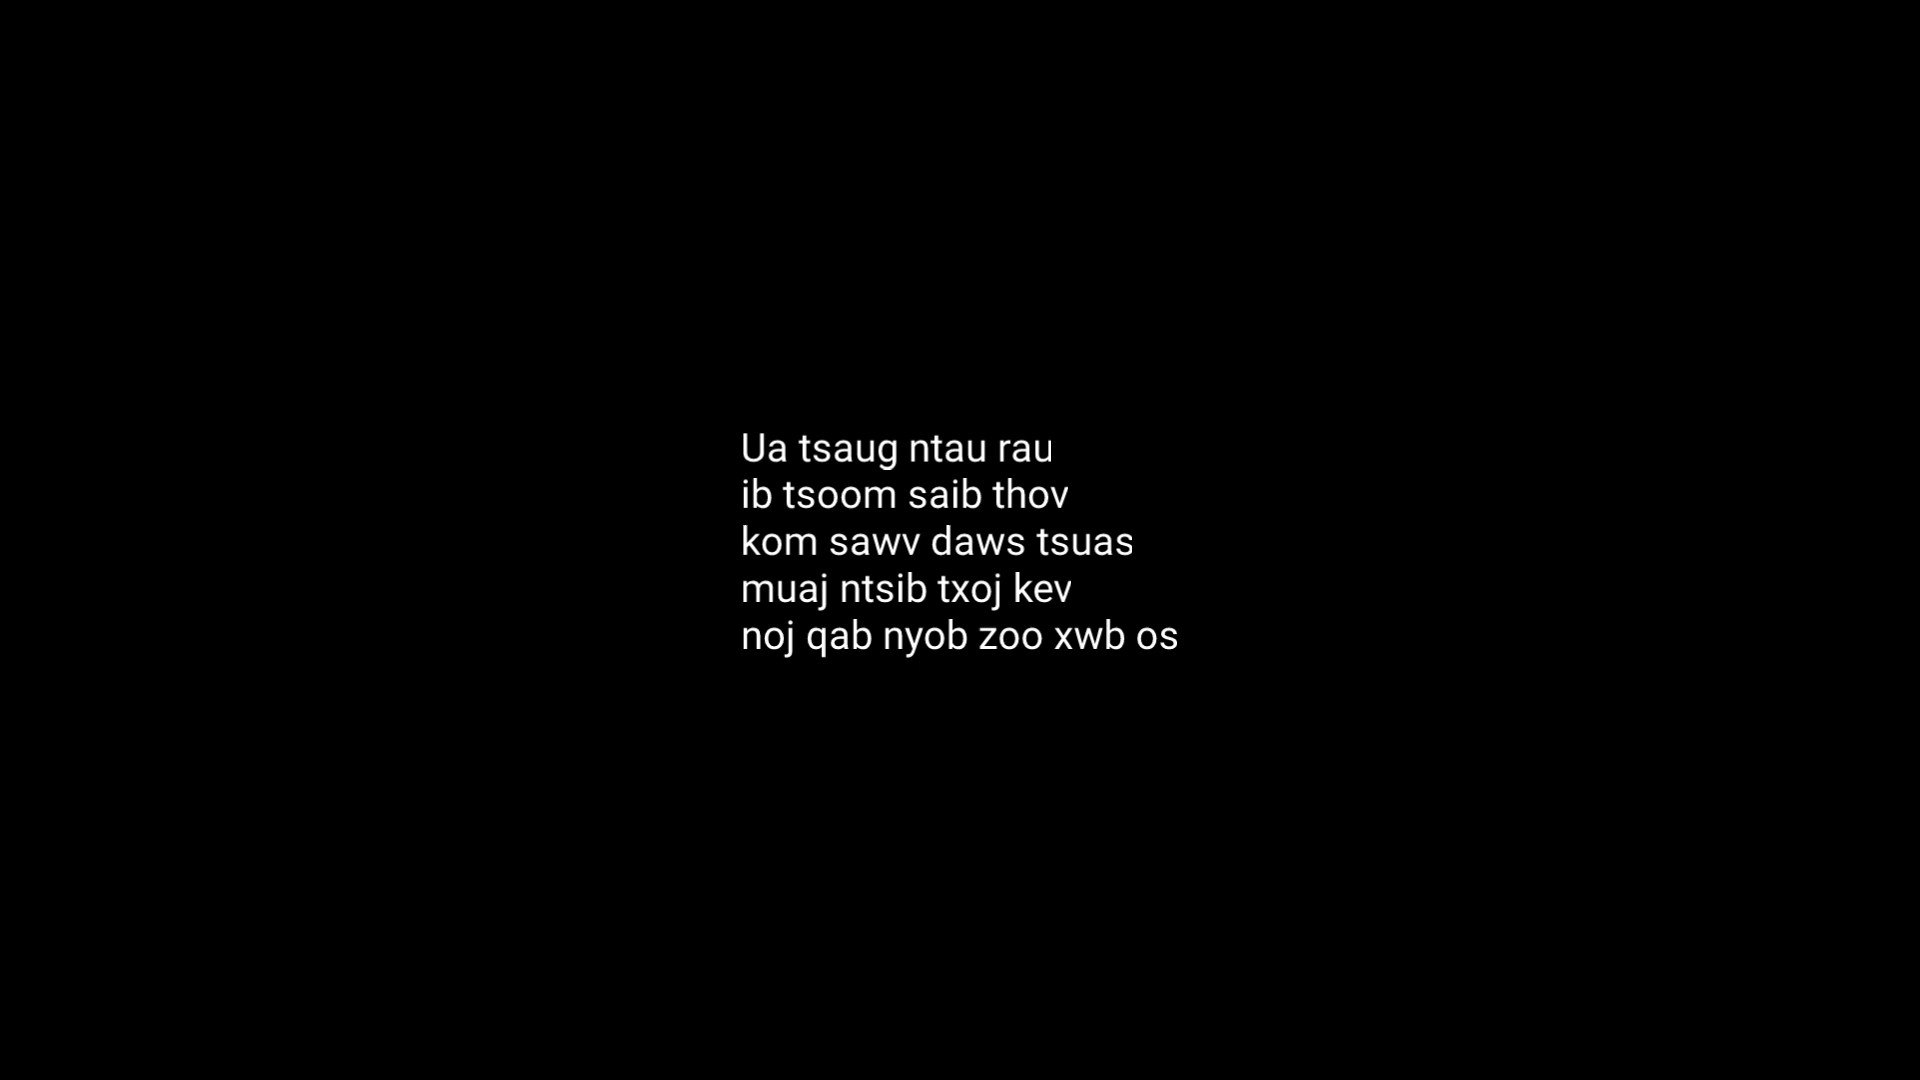 Ua tsaug ntau rau
ib tsoom saib thov
kom sawv daws tsuas
muaj ntsib txoj kev
noj qab nyob zoo xwb os